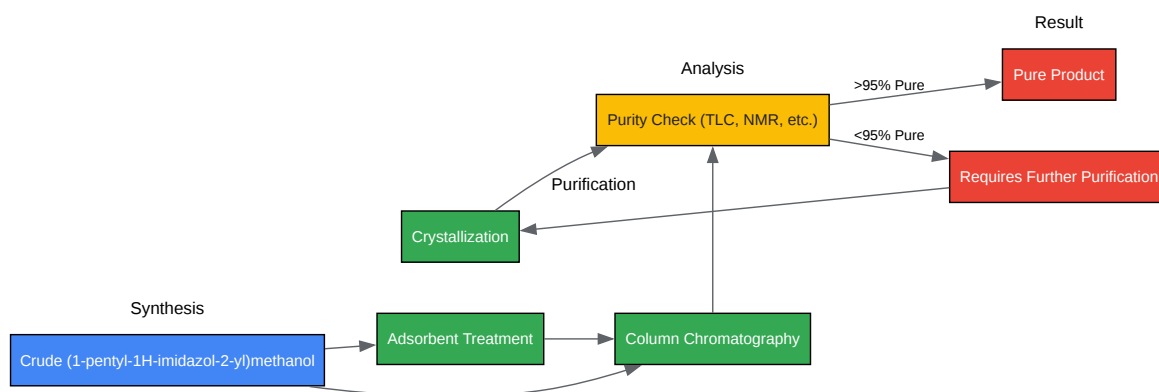 Result
Pure Product
Analysis
>95% Pure
Purity Check (TLC, NMR, etc.)
<95% Pure
Requires Further Purification
Purification
Crystallization
Synthesis
Adsorbent Treatment
Column Chromatography
Crude (1-pentyl-1H-imidazol-2-yl)methanol